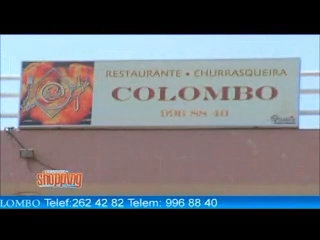 RESTAURANTE • CHURRASQUEIRA
COLOMBO
996 88 40
shopping
LOMBO Telef:262 42 82 Telem: 996 88 40